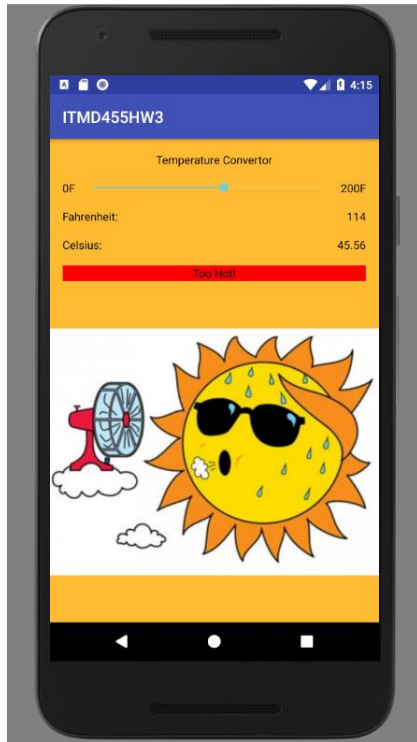 4:15
ITMD455HW3
Temperature Convertor
0F 200F
Fahrenheit: 114
Celsius: 45.56
Too Hot!